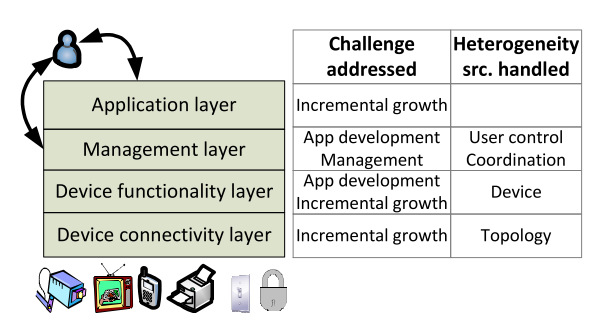 Challenge addressed
Heterogeneity src. handled
Application layer
Incremental growth
Management layer
App development
Management
User control
Coordination
Device functionality layer
App development
Incremental growth
Device
Device connectivity layer
Incremental growth
Topology